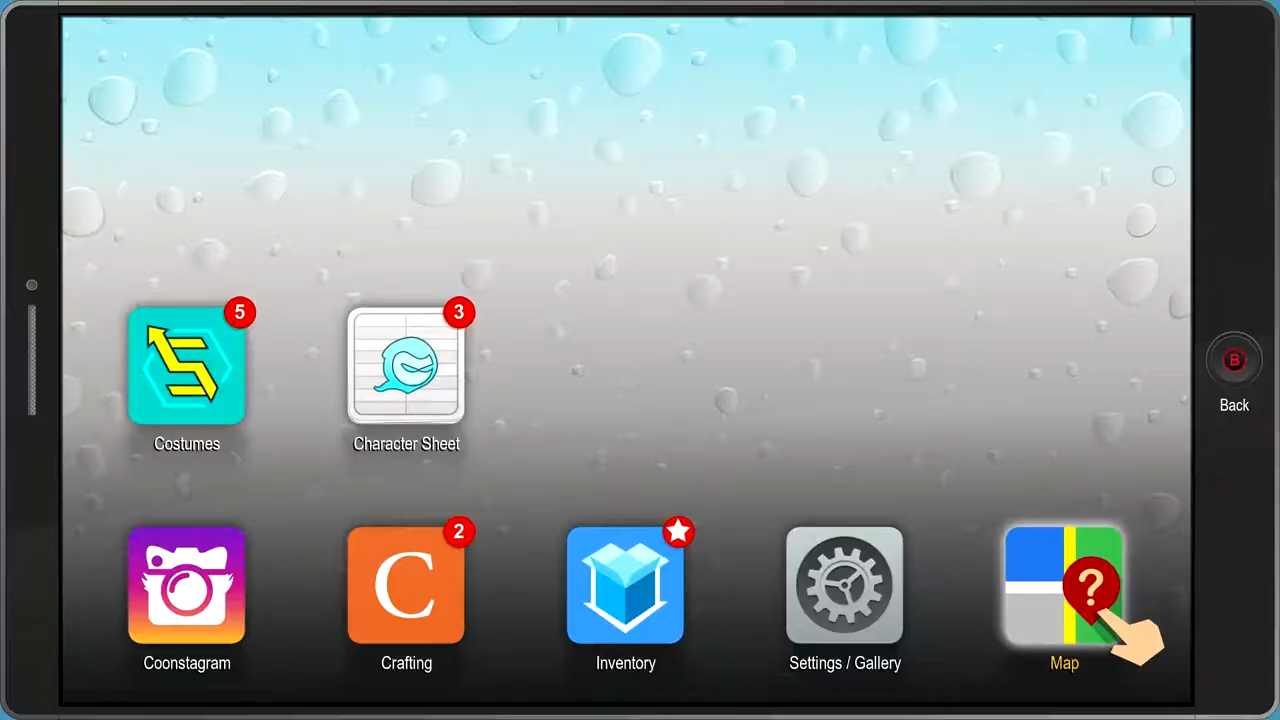 5
3
Costumes
Character Sheet
B
Back
2
C
?
Coonstagram
Crafting
Inventory
Settings / Gallery
Map